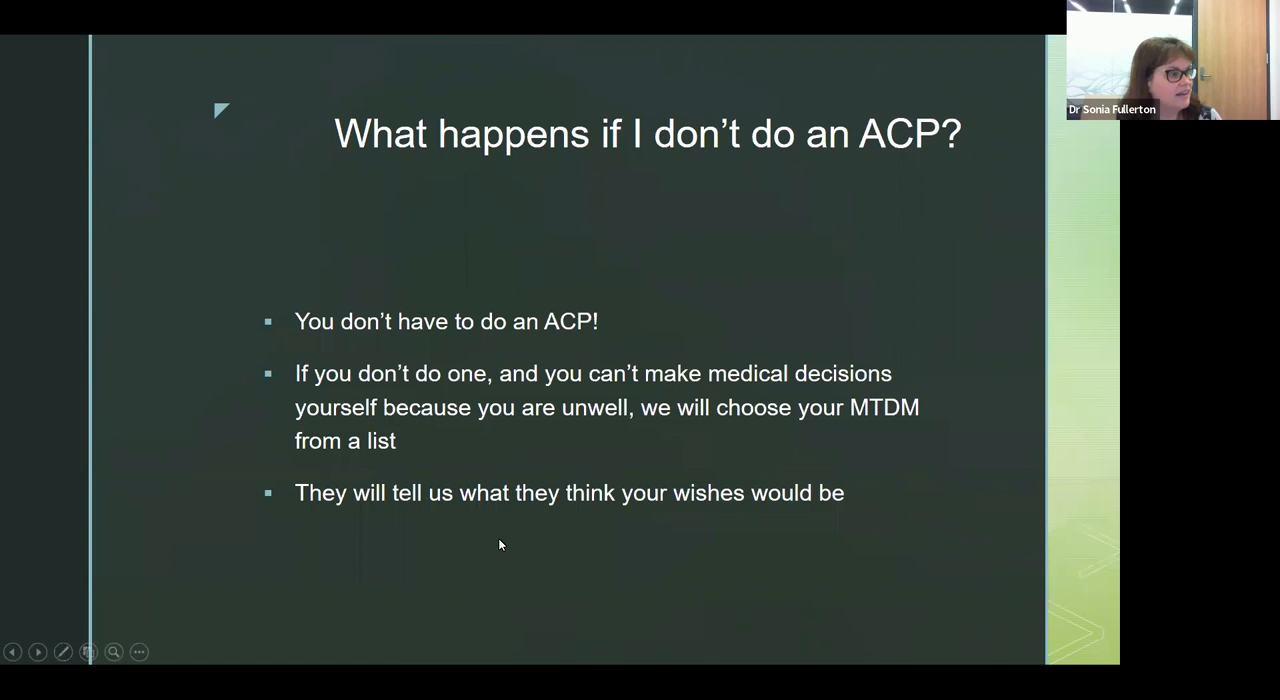 Dr Sonia Fullerton
What happens if I don’t do an ACP?
▪ You don’t have to do an ACP!
▪ If you don’t do one, and you can’t make medical decisions
yourself because you are unwell, we will choose your MTDM
from a list
▪ They will tell us what they think your wishes would be